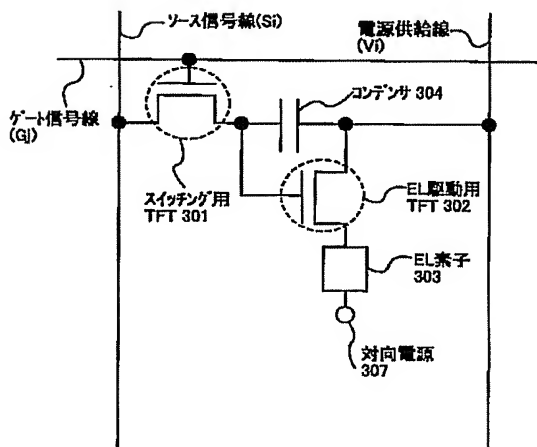 ソース信号線(Si)
電源供給線
(Vi)
ゲート信号線
(Gj)
コンデンサ 304
スイッチング用
TFT 301
EL駆動用
TFT 302
EL素子
303
対向電源
307